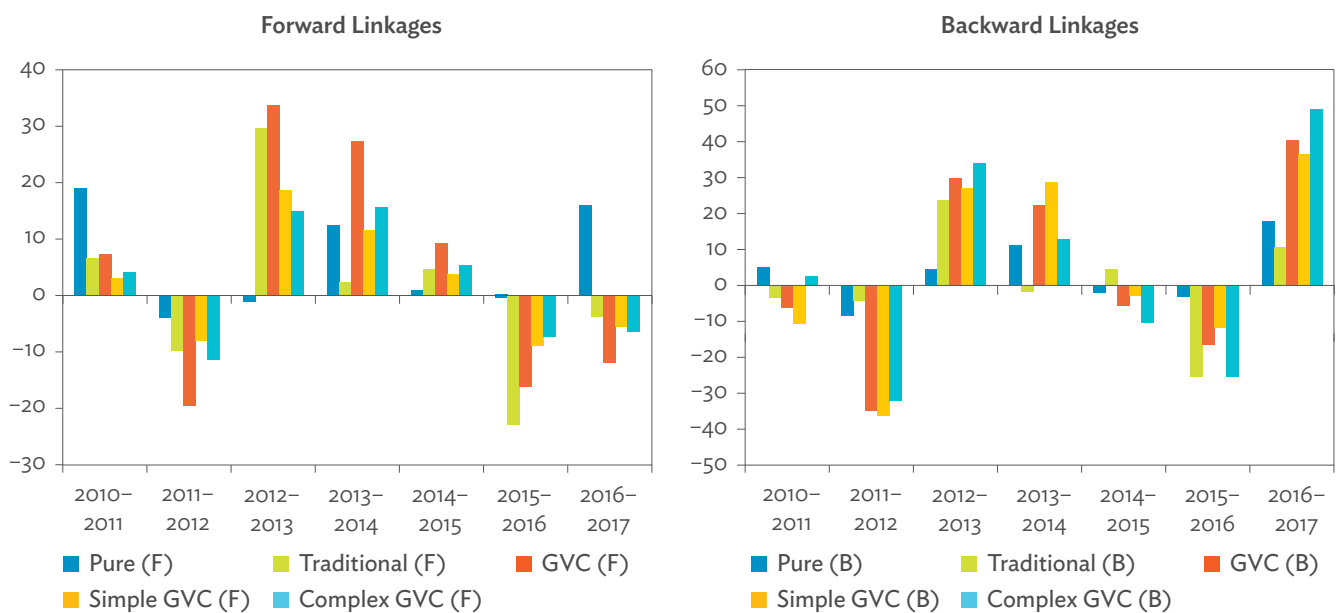 Forward Linkages
40
30
20
10
0
−10
−20
−30
2010– 2011– 2012– 2013– 2014– 2015– 2016–
2011 2012 2013 2014 2015 2016 2017
Pure (F) Traditional (F) GVC (F)
Simple GVC (F) Complex GVC (F)
Backward Linkages
60
50
40
30
20
10
0
−10
−20
−30
−40
−50
2010– 2011– 2012– 2013– 2014– 2015– 2016–
2011 2012 2013 2014 2015 2016 2017
Pure (B) Traditional (B) GVC (B)
Simple GVC (B) Complex GVC (B)